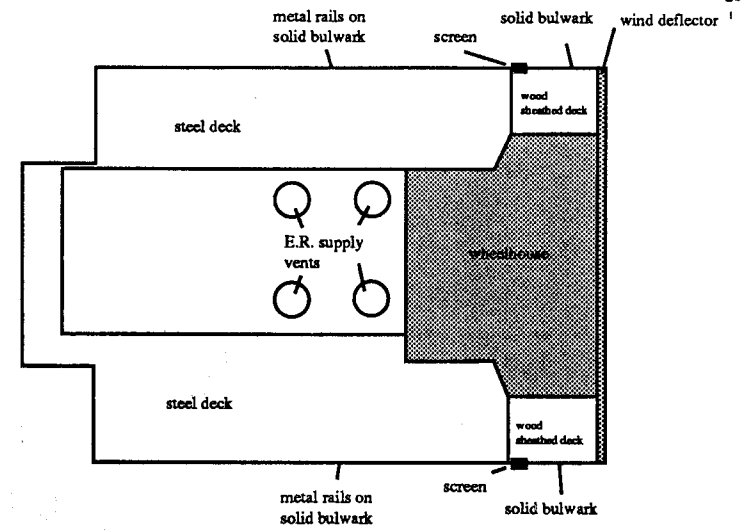 metal rails on
solid bulwark
solid bulwark
wind deflector
screen
wood
sheathed deck
steel deck
E.R. supply
vents
wheelhouse
steel deck
wood
sheathed deck
screen
metal rails on
solid bulwark
solid bulwark